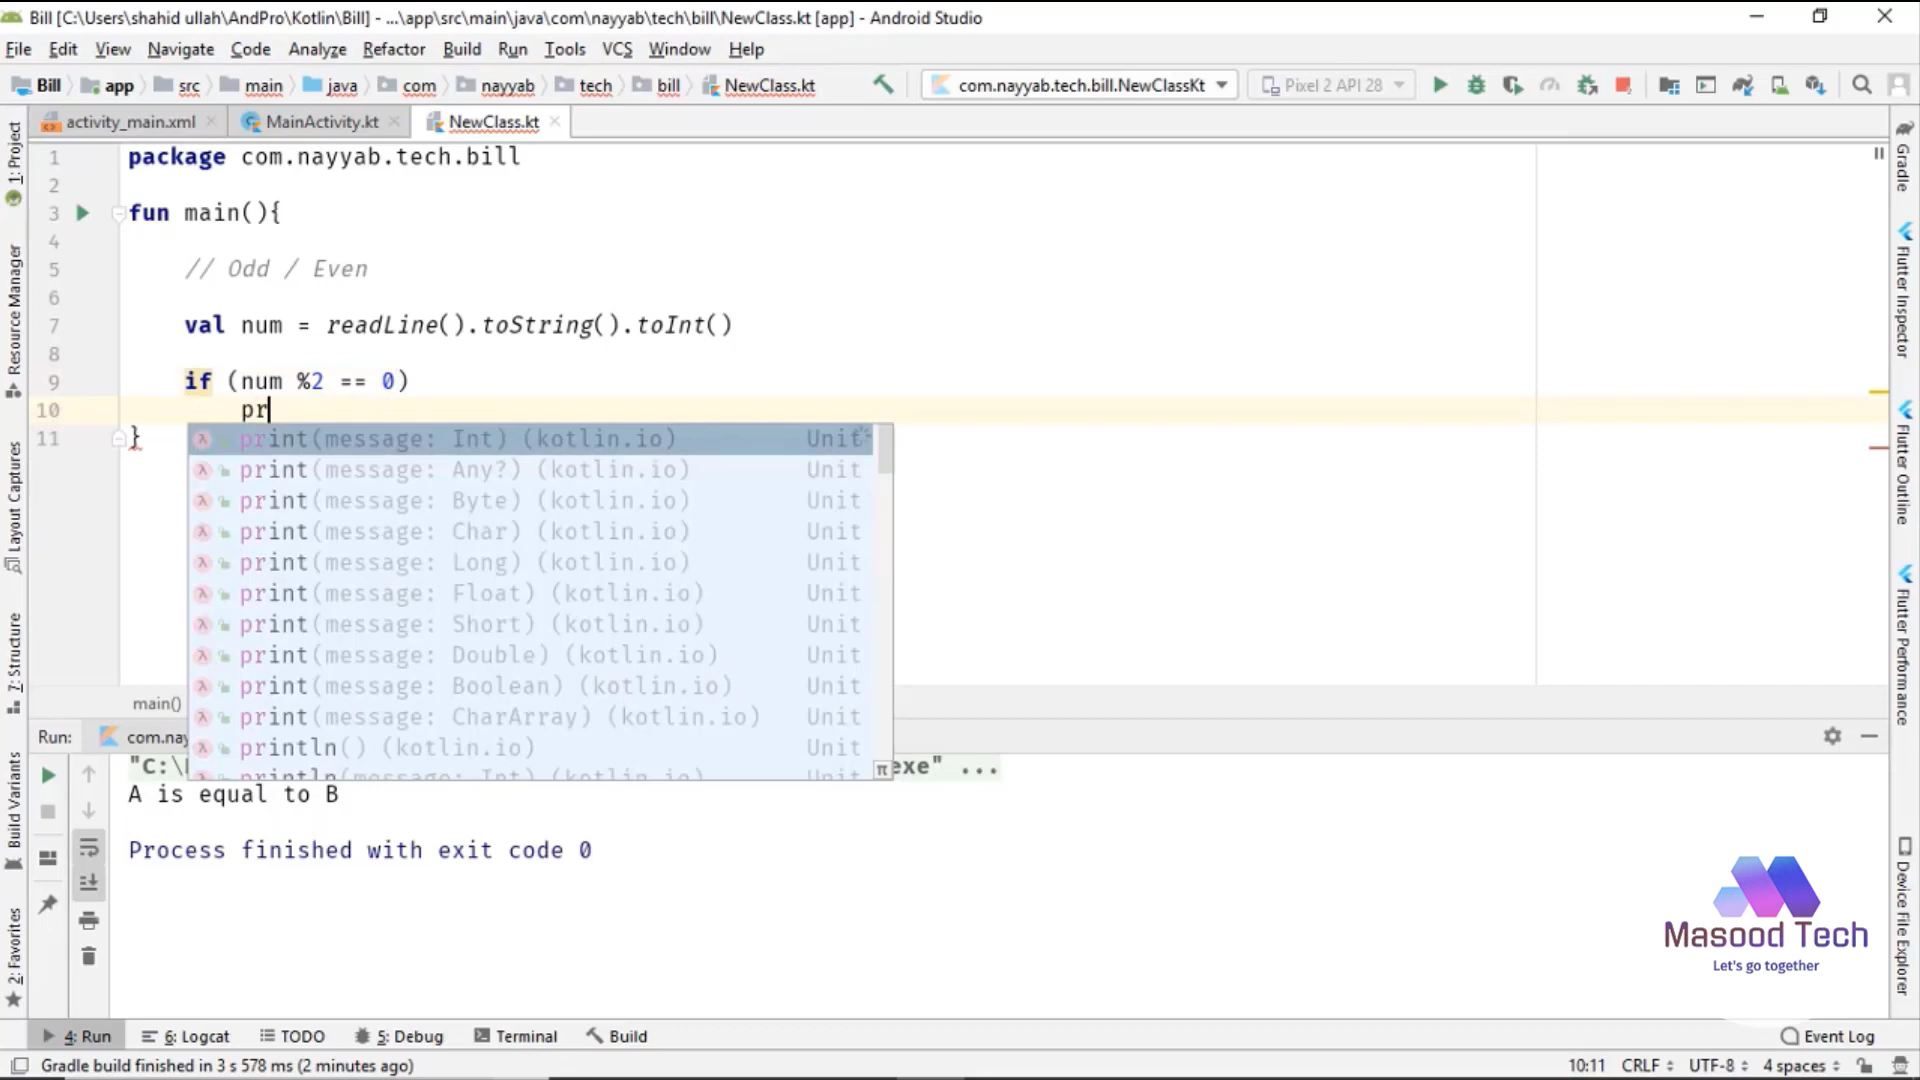 Bill [C:\Users\shahid ullah\AndPro\Kotlin\Bill] - ...\app\src\main\java\com\nayyab\tech\bill\NewClass.kt [app] - Android Studio
File Edit View Navigate Code Analyze Refactor Build Run Tools VCS Window Help
Bill app src main java com nayyab tech bill NewClass.kt com.nayyab.tech.bill.NewClassKt Pixel 2 API 28
activity_main.xml MainActivity.kt NewClass.kt
1 package com.nayyab.tech.bill
2
3 fun main(){
4
5 // Odd / Even
6
7 val num = readLine().toString().toInt()
8
9 if (num %2 == 0)
10 pr
11 }
print(message: Int) (kotlin.io) Unit
print(message: Any?) (kotlin.io) Unit
print(message: Byte) (kotlin.io) Unit
print(message: Char) (kotlin.io) Unit
print(message: Long) (kotlin.io) Unit
print(message: Float) (kotlin.io) Unit
print(message: Short) (kotlin.io) Unit
print(message: Double) (kotlin.io) Unit
print(message: Boolean) (kotlin.io) Unit
print(message: CharArray) (kotlin.io) Unit
println() (kotlin.io) Unit
println(message: Int) (kotlin.io) Unit
main()
Run: com.nay
"C:\ exe" ...
A is equal to B
Process finished with exit code 0
1: Project
Resource Manager
Layout Captures
7: Structure
Build Variants
2: Favorites
Gradle
Flutter Inspector
Flutter Outline
Flutter Performance
Device File Explorer
Masood Tech
Let's go together
4: Run 6: Logcat TODO 5: Debug Terminal Build Event Log
Gradle build finished in 3 s 578 ms (2 minutes ago) 10:11 CRLF UTF-8 4 spaces